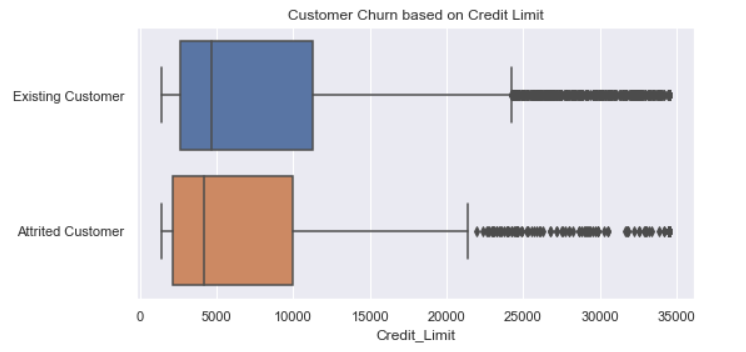 Customer Churn based on Credit Limit
Existing Customer
Attrited Customer
0 5000 10000 15000 20000 25000 30000 35000
Credit_Limit